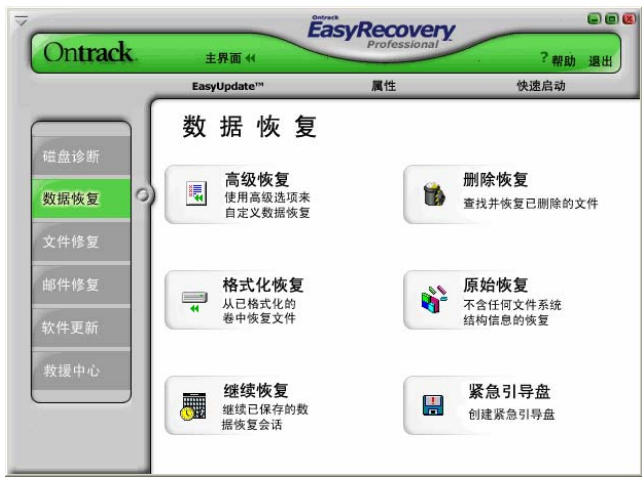 Ontrack
EasyRecovery
Professional
Ontrack
主界面
?帮助 退出
EasyUpdate™ 属性 快速启动
数据恢复
磁盘诊断
数据恢复
文件修复
邮件修复
软件更新
救援中心
高级恢复
使用高级选项来
自定义数据恢复
删除恢复
查找并恢复已删除的文件
格式化恢复
从已格式化的
卷中恢复文件
原始恢复
不含任何文件系统
结构信息的恢复
继续恢复
继续已保存的数
据恢复会话
紧急引导盘
创建紧急引导盘